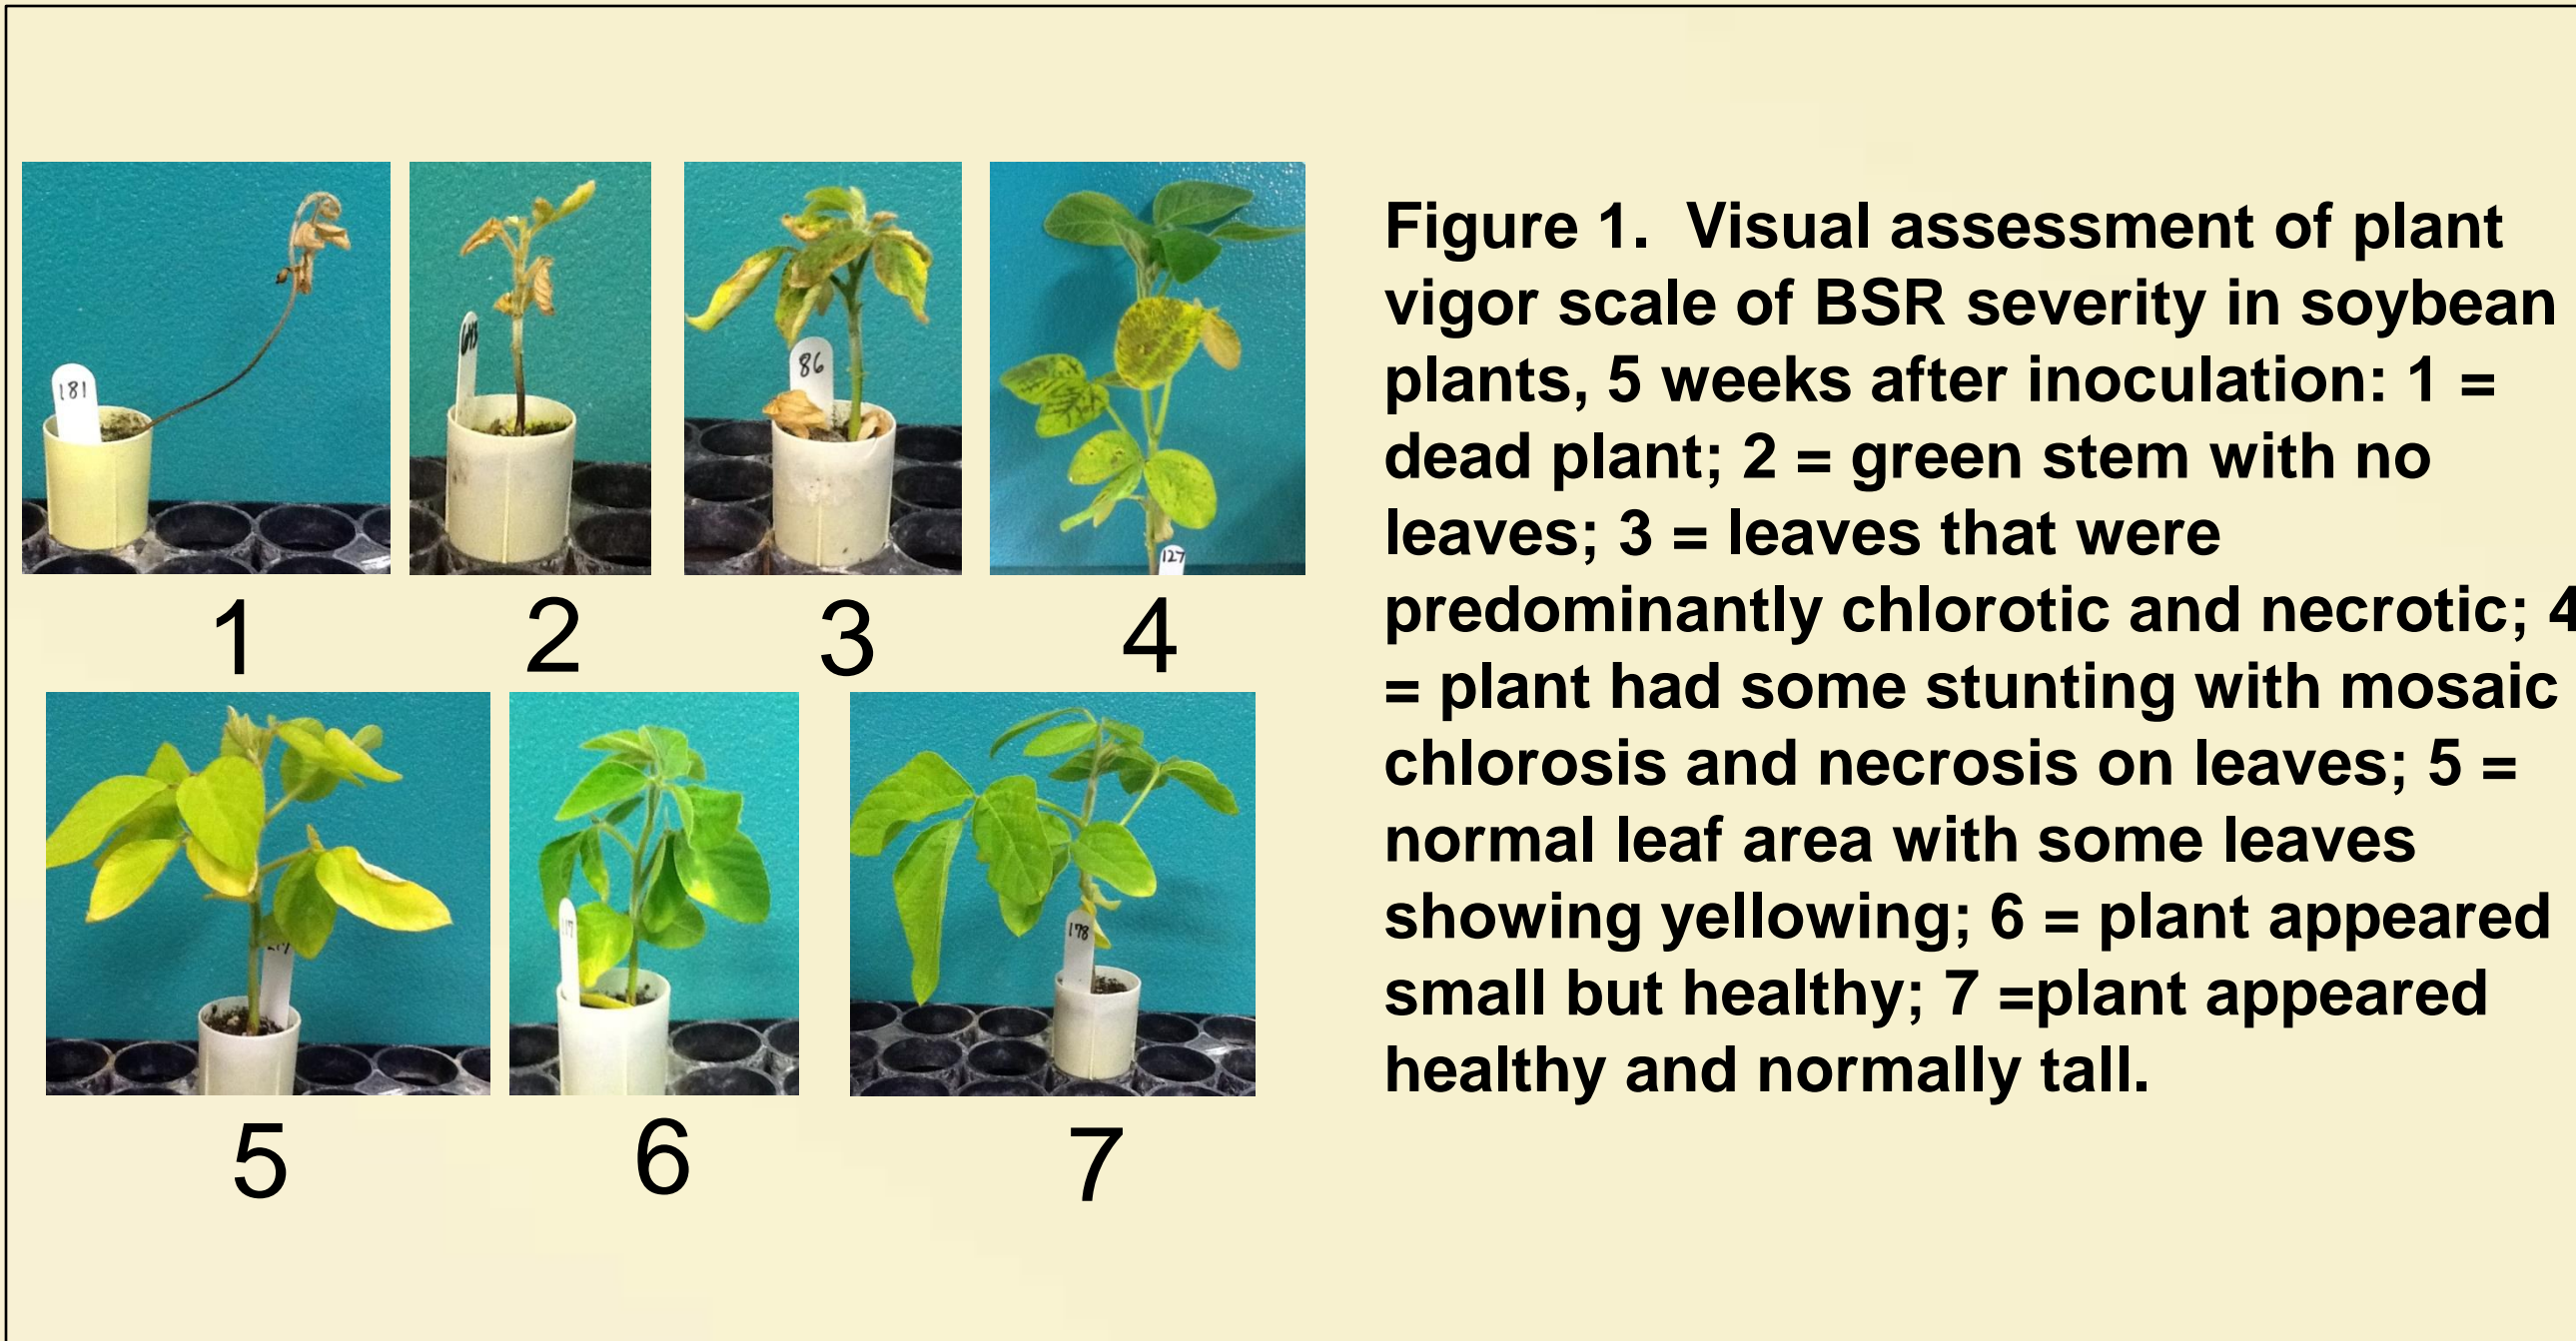 181
86
127
1
2
3
4
178
5
6
7
Figure 1.  Visual assessment of plant
vigor scale of BSR severity in soybean
plants, 5 weeks after inoculation: 1 =
dead plant; 2 = green stem with no
leaves; 3 = leaves that were
predominantly chlorotic and necrotic; 4
= plant had some stunting with mosaic
chlorosis and necrosis on leaves; 5 =
normal leaf area with some leaves
showing yellowing; 6 = plant appeared
small but healthy; 7 =plant appeared
healthy and normally tall.